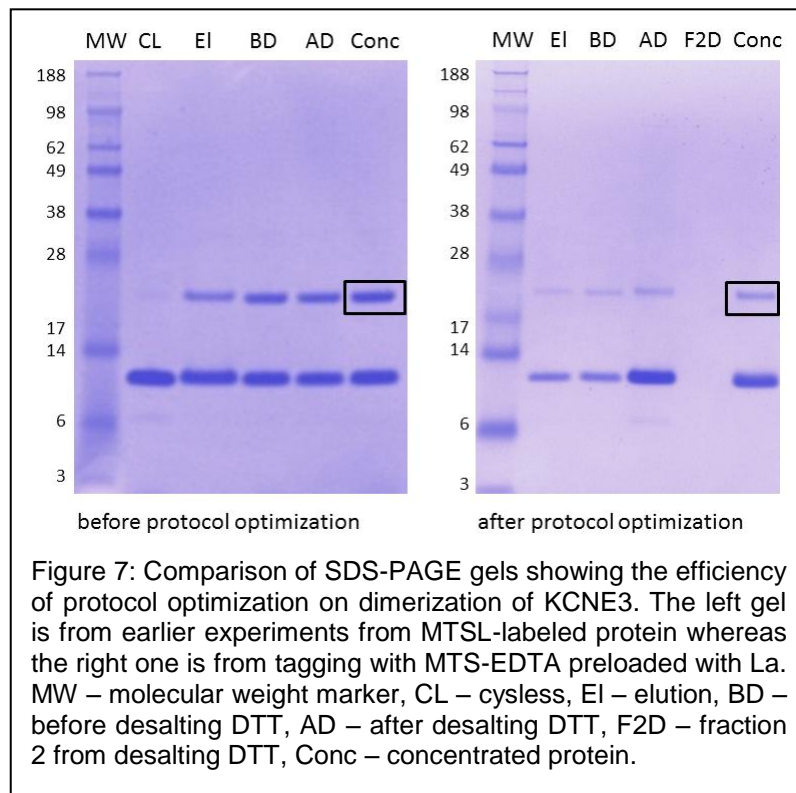 MW CL El BD AD Conc
188
98
62
49
38
28
17
14
6
3
before protocol optimization
MW El BD AD F2D Conc
188
98
62
49
38
28
17
14
6
3
after protocol optimization
Figure 7: Comparison of SDS-PAGE gels showing the efficiency
of protocol optimization on dimerization of KCNE3. The left gel
is from earlier experiments from MTSL-labeled protein whereas
the right one is from tagging with MTS-EDTA preloaded with La.
MW – molecular weight marker, CL – cysless, El – elution, BD –
before desalting DTT, AD – after desalting DTT, F2D – fraction
2 from desalting DTT, Conc – concentrated protein.